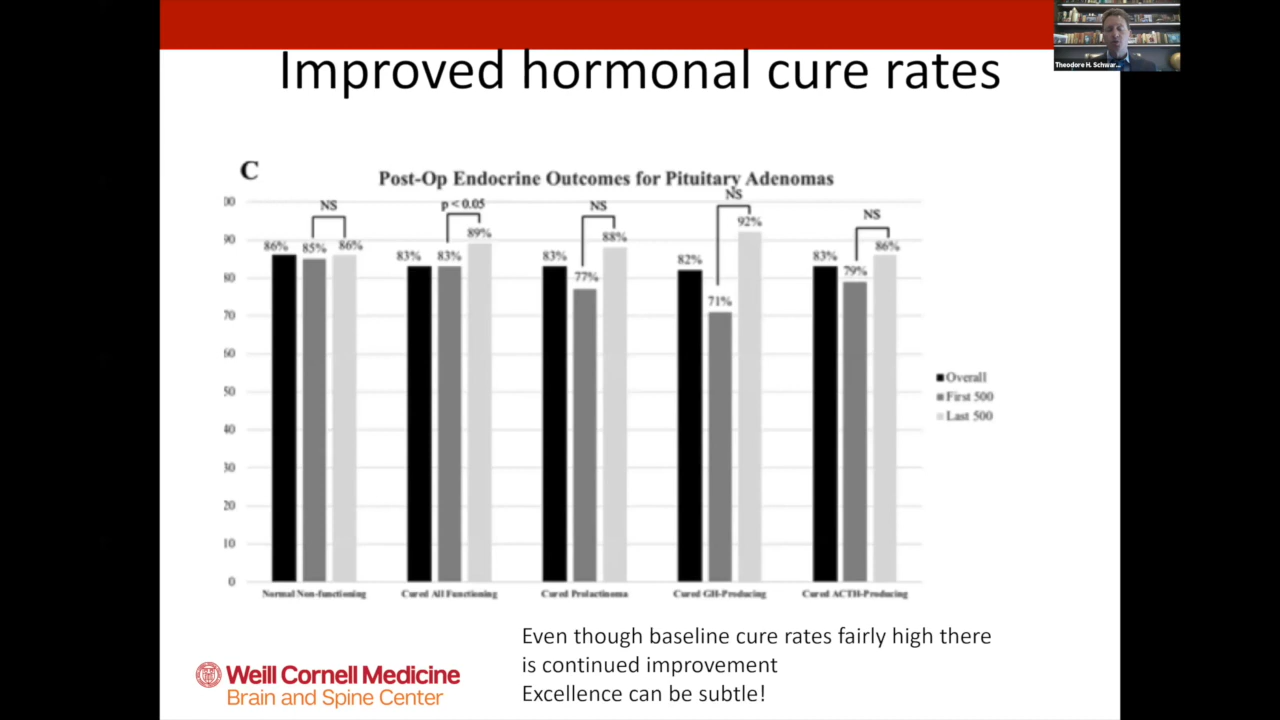 Theodore H. Schwar...
Improved hormonal cure rates
C
Post-Op Endocrine Outcomes for Pituitary Adenomas
NS
p < 0.05
NS
NS
NS
86%
85%
86%
83%
83%
89%
83%
77%
88%
82%
71%
92%
83%
79%
86%
00
90
80
70
60
50
40
30
20
10
0
Normal Non-functioning
Cured All Functioning
Cured Prolactinoma
Cured GH-Producing
Cured ACTH-Producing
Overall
First 500
Last 500
Even though baseline cure rates fairly high there
is continued improvement
Excellence can be subtle!
Weill Cornell Medicine
Brain and Spine Center